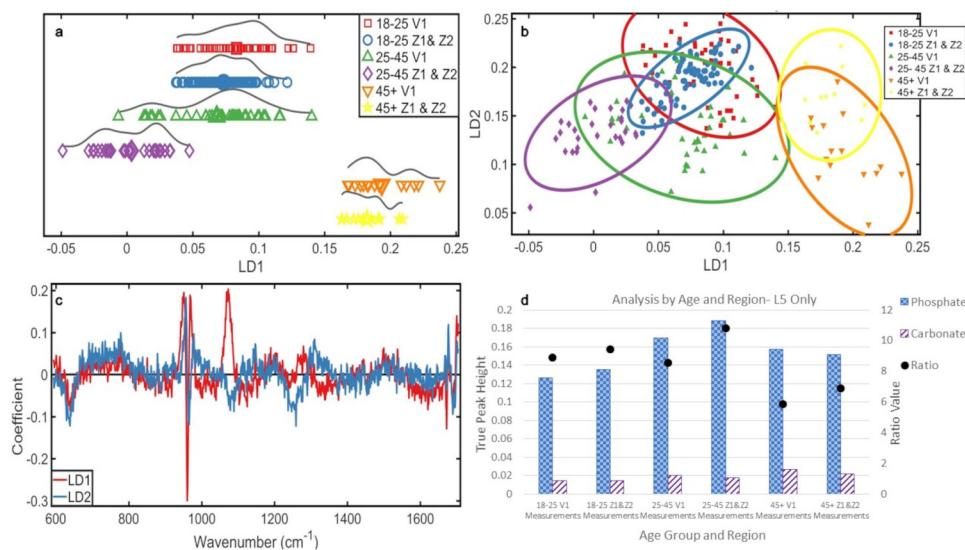 a
18-25 V1
18-25 Z1& Z2
25-45 V1
25-45 Z1 & Z2
45+ V1
45+ Z1 & Z2
-0.05 0 0.05 0.1 0.15 0.2 0.25
LD1
b
18-25 V1
18-25 Z1& Z2
25-45 V1
25- 45 Z1 & Z2
45+ V1
45+ Z1 & Z2
0.25
0.2
0.15
0.1
0.05
LD2
-0.05 0 0.05 0.1 0.15 0.2 0.25
LD1
c
0.2
0.1
0
-0.1
-0.2
-0.3
Coefficient
LD1
LD2
600 800 1000 1200 1400 1600
Wavenumber (cm-1)
d
Analysis by Age and Region- L5 Only
Phosphate
Carbonate
Ratio
0.2
0.18
0.16
0.14
0.12
0.1
0.08
0.06
0.04
0.02
0
True Peak Height
12
10
8
6
4
2
0
Ratio Value
18-25 V1 Measurements
18-25 Z1&Z2 Measurements
25-45 V1 Measurements
25-45 Z1&Z2 Measurements
45+ V1 Measurements
45+ Z1&Z2 Measurements
Age Group and Region